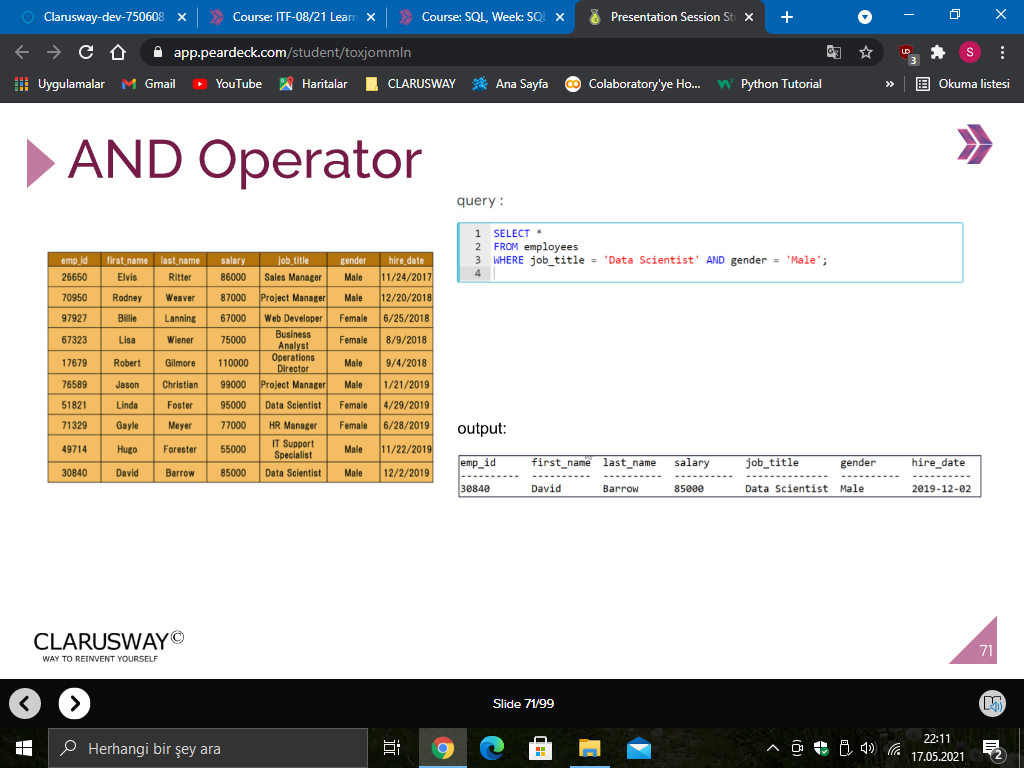 Clarusway-dev-750608
Course: ITF-08/21 Learn
Course: SQL, Week: SQL
Presentation Session St
app.peardeck.com/student/toxjommln
3
S
Uygulamalar
Gmail
YouTube
Haritalar
CLARUSWAY
Ana Sayfa
Colaboratory'ye Ho...
Python Tutorial
»
Okuma listesi
AND Operator
query :
1 SELECT *
2 FROM employees
3 WHERE job_title = 'Data Scientist' AND gender = 'Male';
4
emp_id first_name last_name salary job_title gender hire_date
26650 Elvis Ritter 86000 Sales Manager Male 11/24/2017
70950 Rodney Weaver 87000 Project Manager Male 12/20/2018
97927 Billie Lanning 67000 Web Developer Female 6/25/2018
67323 Lisa Wiener 75000 Business Analyst Female 8/9/2018
17679 Robert Gilmore 110000 Operations Director Male 9/4/2018
76589 Jason Christian 99000 Project Manager Male 1/21/2019
51821 Linda Foster 95000 Data Scientist Female 4/29/2019
71329 Gayle Meyer 77000 HR Manager Female 6/28/2019
49714 Hugo Forester 55000 IT Support Specialist Male 11/22/2019
30840 David Barrow 85000 Data Scientist Male 12/2/2019
output:
emp_id first_name last_name salary job_title gender hire_date
---------- ---------- ---------- ---------- -------------- ---------- ----------
30840 David Barrow 85000 Data Scientist Male 2019-12-02
CLARUSWAY©
WAY TO REINVENT YOURSELF
71
Slide 71/99
Herhangi bir şey ara
22:11
17.05.2021
2